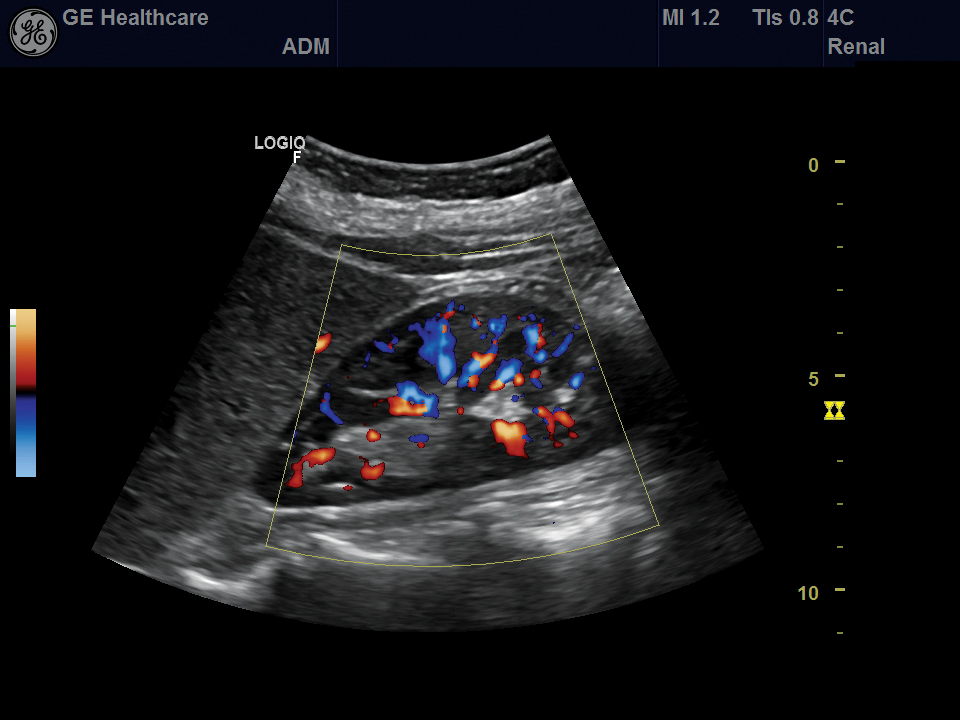 GE Healthcare
ADM
MI 1.2
TIs 0.8
4C
Renal
LOGIQ
F
0
5
10